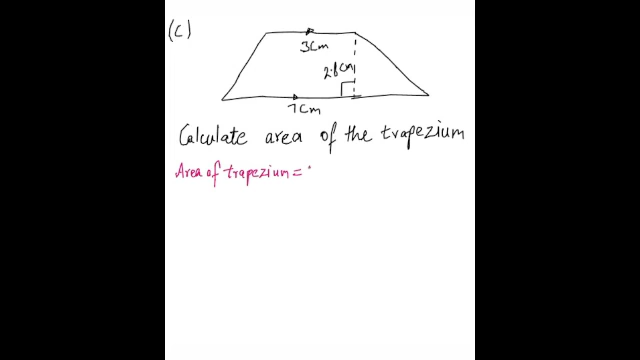 (c)
3cm
2.8cm
7cm
Calculate area of the trapezium
Area of trapezium =